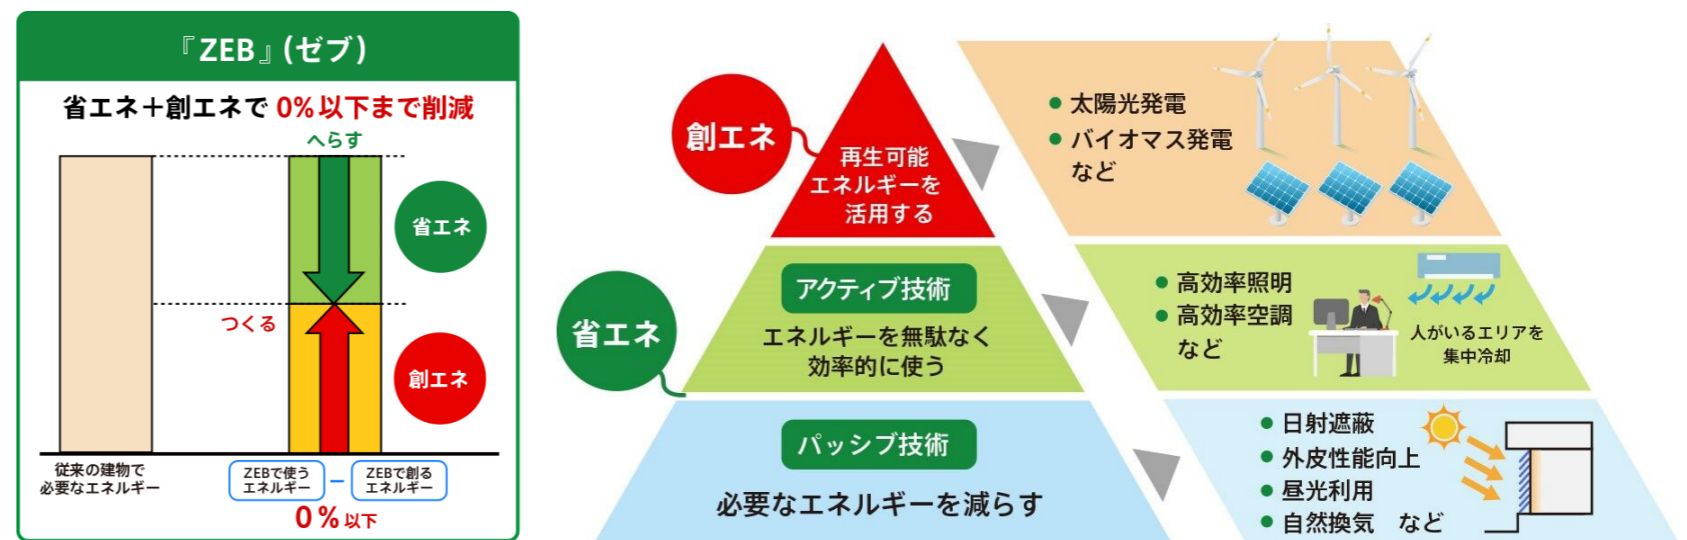 『ZEB』(ゼブ)
省エネ＋創エネで 0%以下まで削減
へらす
省エネ
つくる
創エネ
従来の建物で
必要なエネルギー
ZEBで使う
エネルギー
－
ZEBで創る
エネルギー
0%以下
創エネ
再生可能
エネルギーを
活用する
● 太陽光発電
● バイオマス発電
など
省エネ
アクティブ技術
エネルギーを無駄なく
効率的に使う
● 高効率照明
● 高効率空調
など
人がいるエリアを
集中冷却
パッシブ技術
必要なエネルギーを減らす
● 日射遮蔽
● 外皮性能向上
● 昼光利用
● 自然換気　など